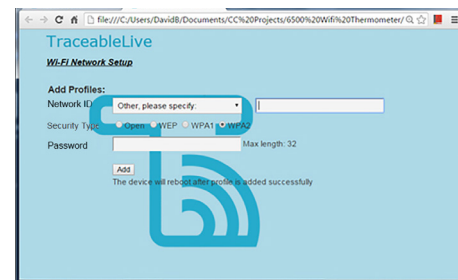 file:///C:/Users/DavidB/Documents/CC%20Projects/6500%20Wifi%20Thermometer/
TraceableLive
Wi-Fi Network Setup
Add Profiles:
Network ID Other, please specify:
Security Type Open WEP WPA1 WPA2
Password Max length: 32
Add
The device will reboot after profile is added successfully